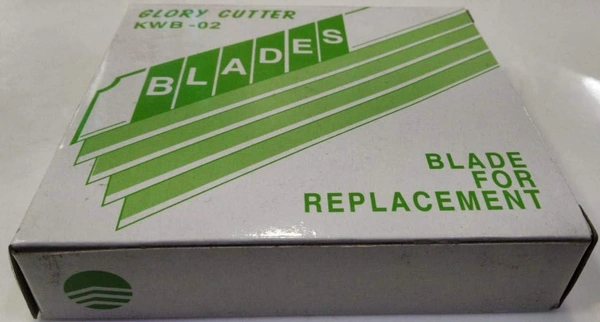 GLORY CUTTER
KWB-02
BLADES
BLADE
FOR
REPLACEMENT